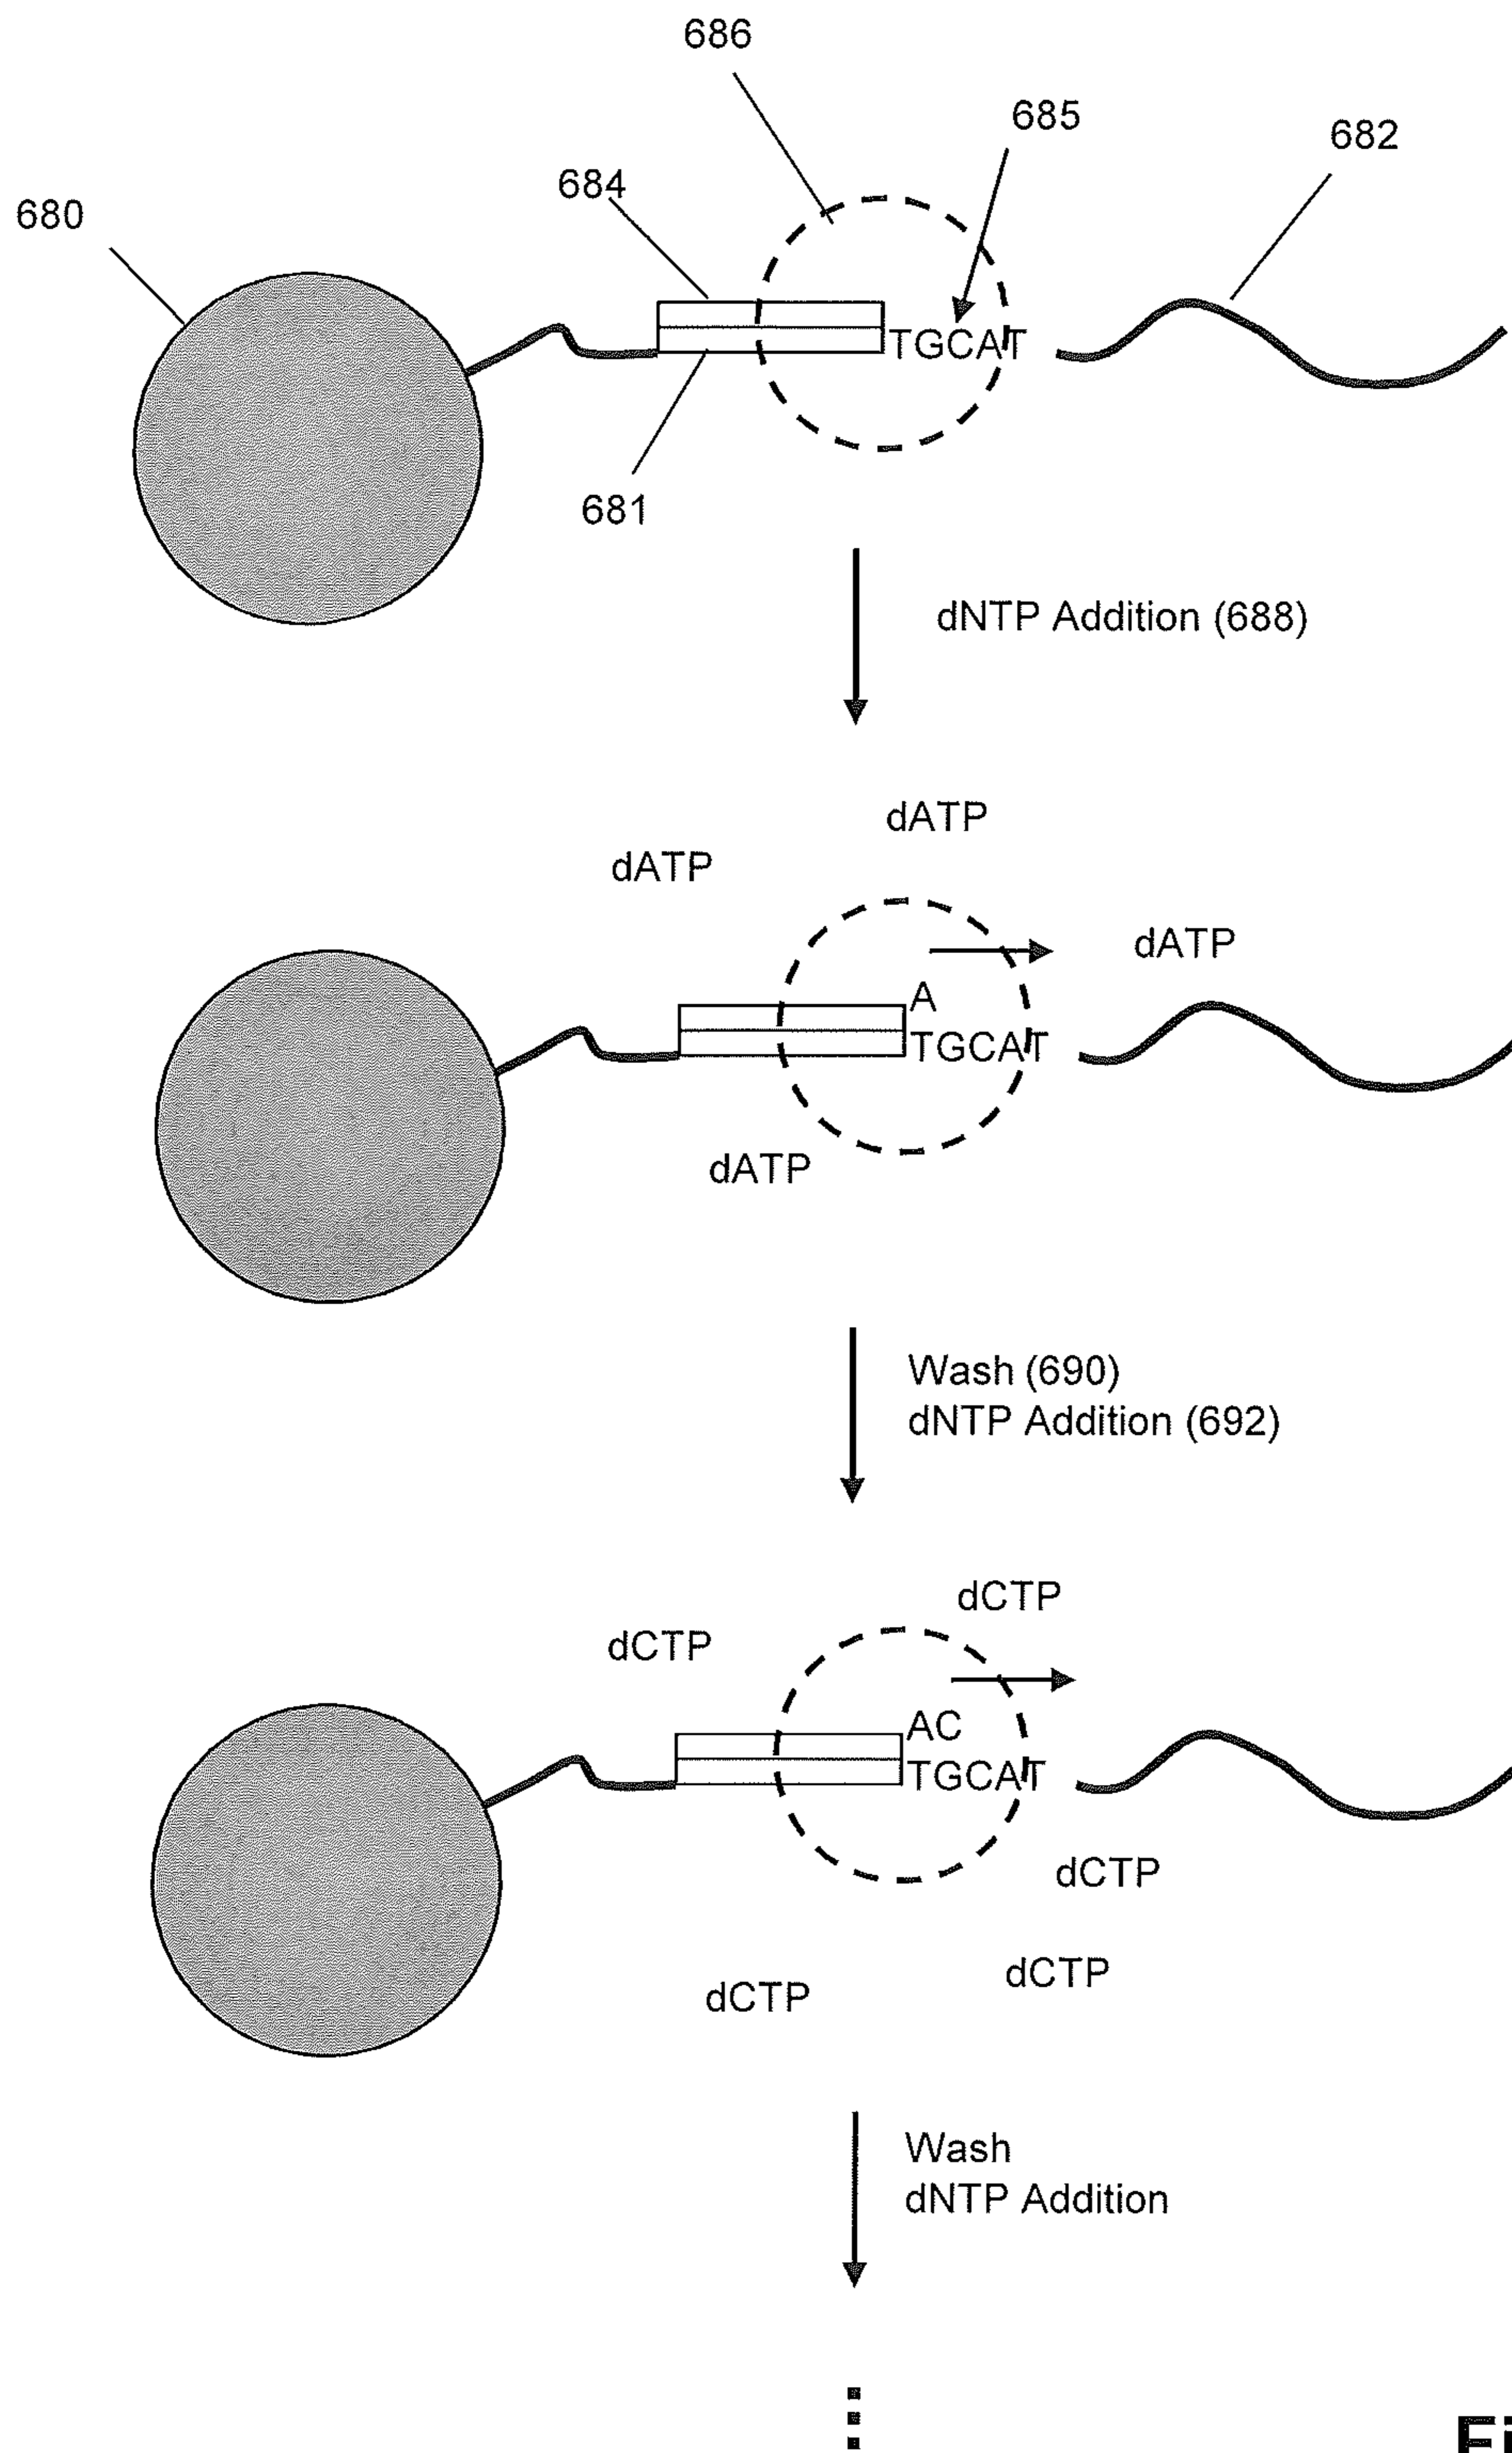 686
685
682
684
680
TGCAT
681
dNTP Addition (688)
dATP
dATP
dATP
A
TGCAT
dATP
Wash (690)
dNTP Addition (692)
dCTP
dCTP
AC
TGCAT
dCTP
dCTP
dCTP
Wash
dNTP Addition
Fi